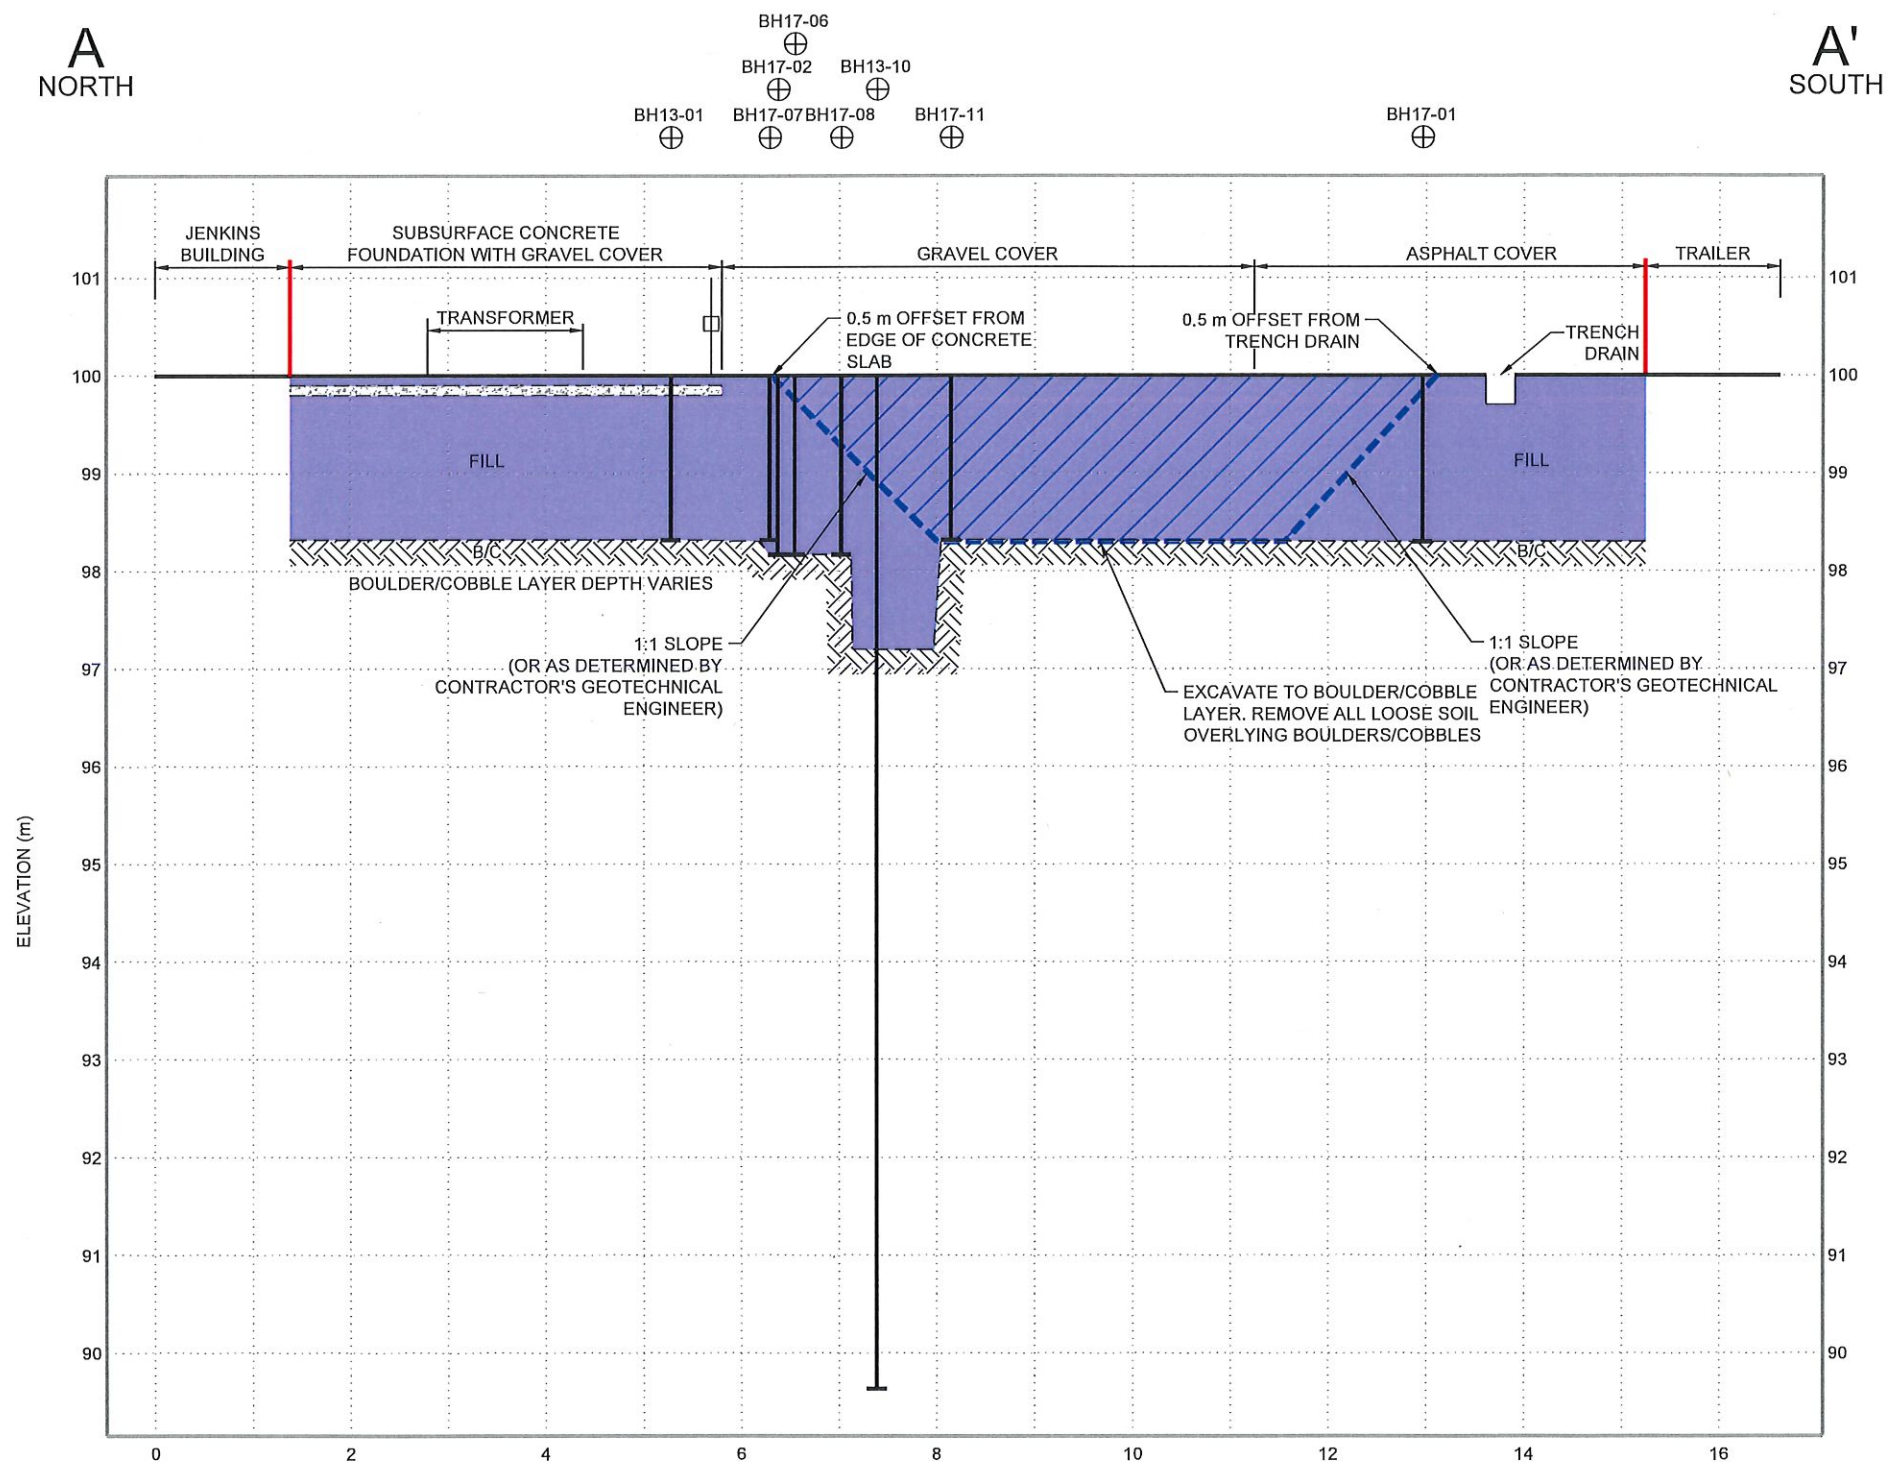 A
NORTH
BH17-06
BH17-02
BH13-10
BH13-01
BH17-07
BH17-08
BH17-11
BH17-01
A'
SOUTH
JENKINS
BUILDING
SUBSURFACE CONCRETE
FOUNDATION WITH GRAVEL COVER
GRAVEL COVER
ASPHALT COVER
TRAILER
101
101
TRANSFORMER
0.5 m OFFSET FROM
EDGE OF CONCRETE
SLAB
0.5 m OFFSET FROM
TRENCH DRAIN
TRENCH
DRAIN
100
100
FILL
FILL
99
99
B/C
B/C
98
98
BOULDER/COBBLE LAYER DEPTH VARIES
1:1 SLOPE
(OR AS DETERMINED BY
CONTRACTOR'S GEOTECHNICAL
ENGINEER)
EXCAVATE TO BOULDER/COBBLE
LAYER. REMOVE ALL LOOSE SOIL
OVERLYING BOULDERS/COBBLES
1:1 SLOPE
(OR AS DETERMINED BY
CONTRACTOR'S GEOTECHNICAL
ENGINEER)
97
97
96
96
95
95
ELEVATION (m)
94
94
93
93
92
92
91
91
90
90
0
2
4
6
8
10
12
14
16